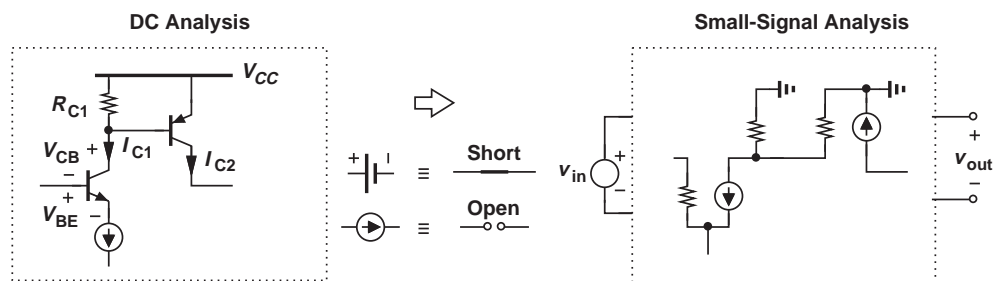 DC Analysis
Small-Signal Analysis
V_CC
R_C1
V_CB
+
−
I_C1
I_C2
+
V_BE
−
+
≡
Short
≡
Open
v_in
+
−
+
v_out
−